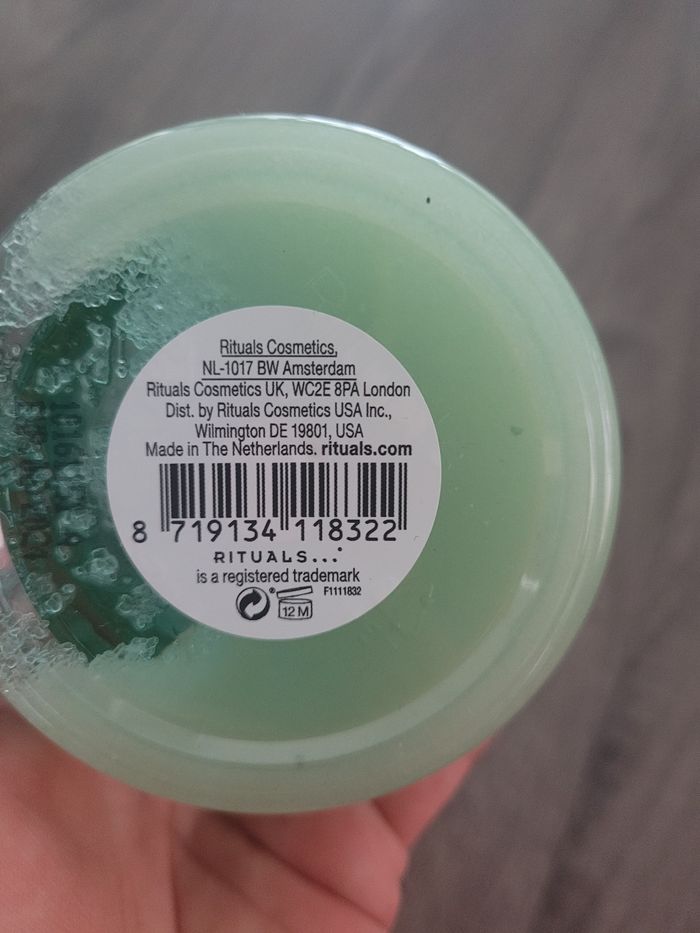 Rituals Cosmetics,
NL-1017 BW Amsterdam
Rituals Cosmetics UK, WC2E 8PA London
Dist. by Rituals Cosmetics USA Inc.,
Wilmington DE 19801, USA
Made in The Netherlands. rituals.com
8 719134 118322
RITUALS...
is a registered trademark
F1111832
12 M